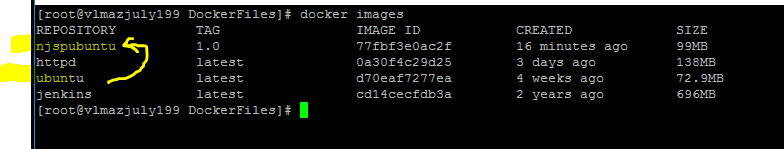 [root@vlmazjuly199 DockerFiles]# docker images
REPOSITORY TAG IMAGE ID CREATED SIZE
njspubuntu 1.0 77fbf3e0ac2f 16 minutes ago 99MB
httpd latest 0a30f4c29d25 3 days ago 138MB
ubuntu latest d70eaf7277ea 4 weeks ago 72.9MB
jenkins latest cd14cecfdb3a 2 years ago 696MB
[root@vlmazjuly199 DockerFiles]#